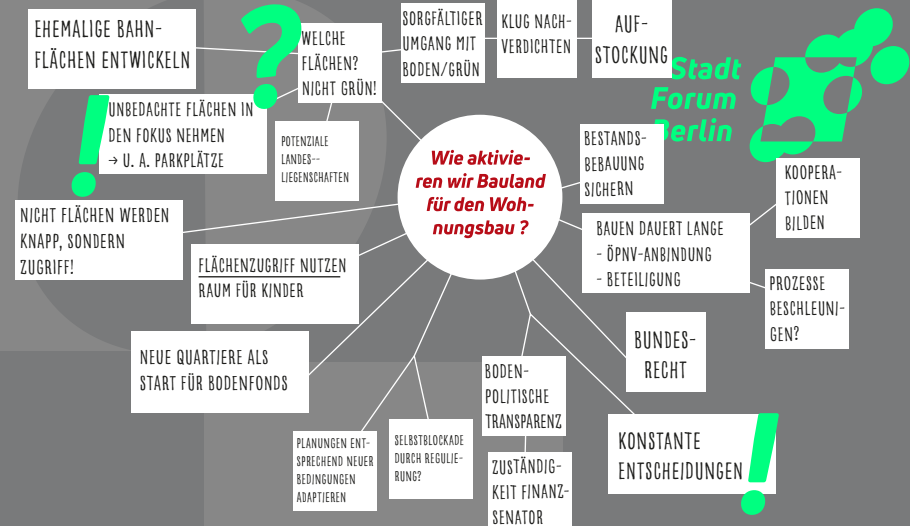 EHEMALIGE BAHN-
FLÄCHEN ENTWICKELN
?
WELCHE
FLÄCHEN?
NICHT GRÜN!
SORGFÄLTIGER
UMGANG MIT
BODEN/GRÜN
KLUG NACH-
VERDICHTEN
AUF-
STOCKUNG
Stadt
Forum
Berlin
!
UNBEDACHTE FLÄCHEN IN
DEN FOKUS NEHMEN
→ U. A. PARKPLÄTZE
POTENZIALE
LANDES--
LIEGENSCHAFTEN
Wie aktivie-
ren wir Bauland
für den Woh-
nungsbau ?
BESTANDS-
BEBAUUNG
SICHERN
KOOPERA-
TIONEN
BILDEN
NICHT FLÄCHEN WERDEN
KNAPP, SONDERN
ZUGRIFF!
BAUEN DAUERT LANGE
- ÖPNV-ANBINDUNG
- BETEILIGUNG
FLÄCHENZUGRIFF NUTZEN
RAUM FÜR KINDER
PROZESSE
BESCHLEUNI-
GEN?
NEUE QUARTIERE ALS
START FÜR BODENFONDS
BUNDES-
RECHT
BODEN-
POLITISCHE
TRANSPARENZ
PLANUNGEN ENT-
SPRECHEND NEUER
BEDINGUNGEN
ADAPTIEREN
SELBSTBLOCKADE
DURCH REGULIE-
RUNG?
ZUSTÄNDIG-
KEIT FINANZ-
SENATOR
KONSTANTE
ENTSCHEIDUNGEN
!